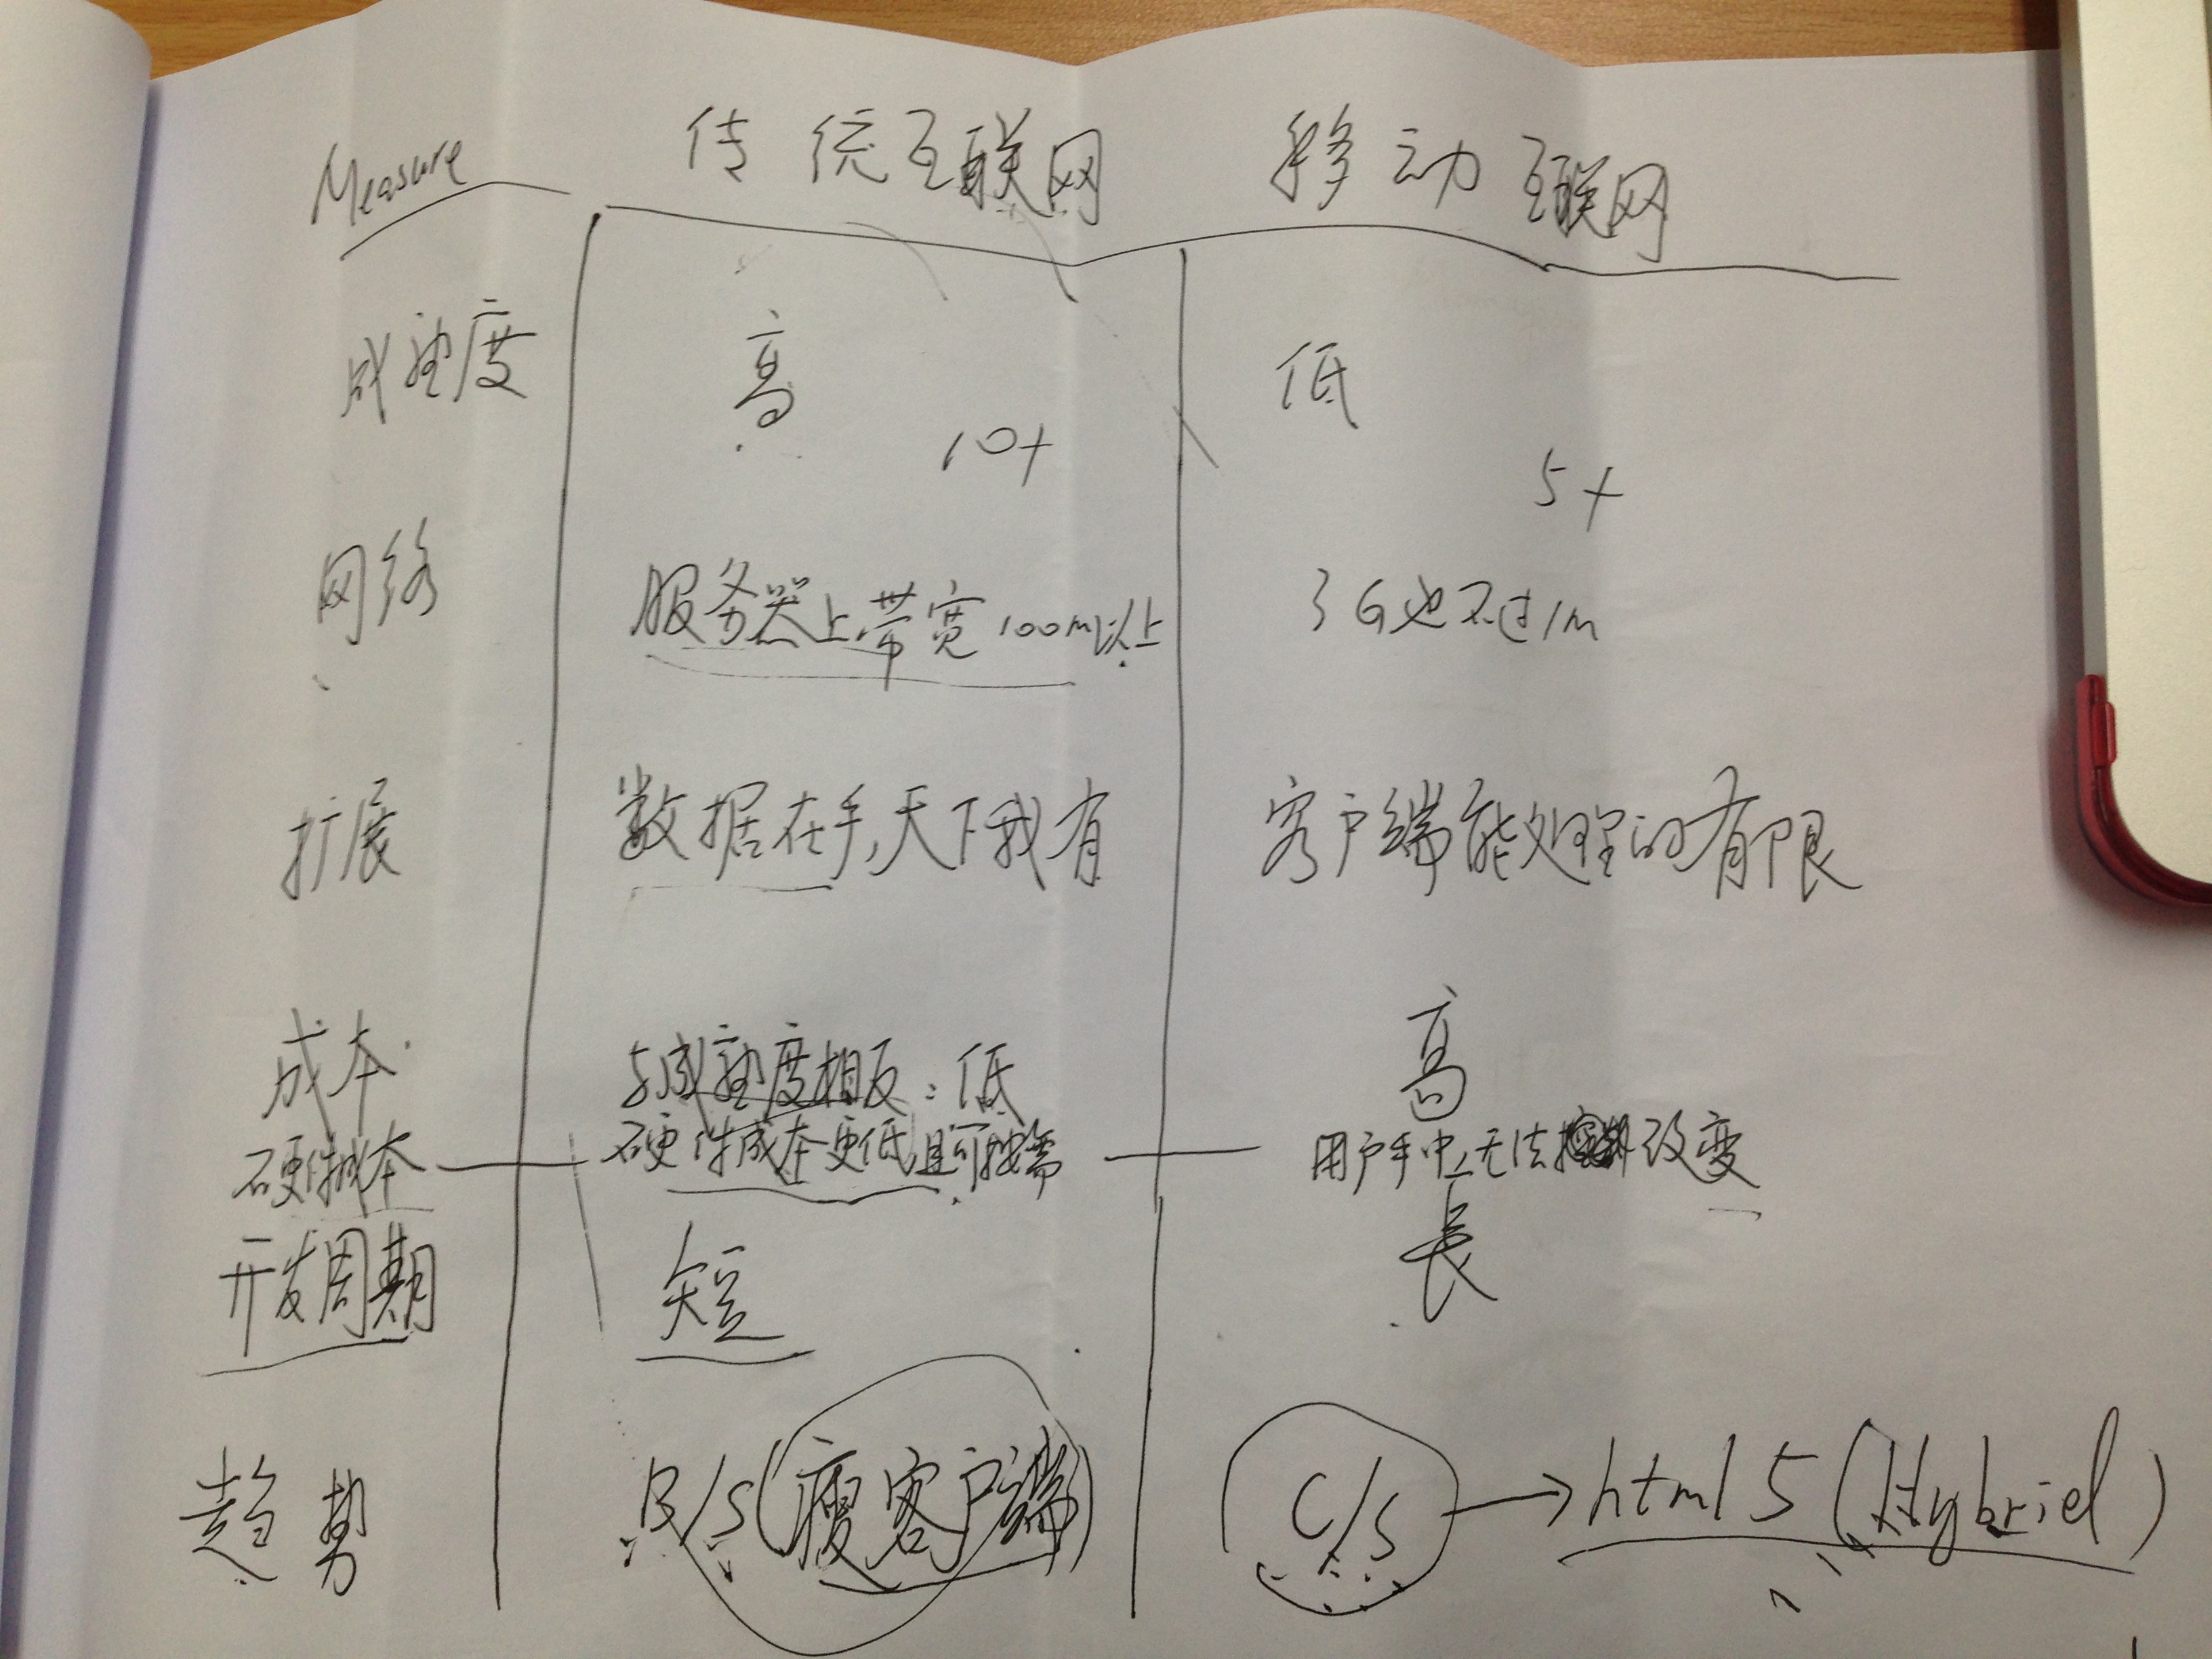 Measure 传统互联网 移动互联网
成熟度 高 10+ 低 5+
网络 服务器上带宽100m以上 3G也不过1m
扩展 数据在手,天下我有 客户端能处理的有限
成本 与成熟度相反:低 高
硬件成本 硬件成本更低且可按需 用户手中,无法改变
开发周期 短 长
趋势 B/S(瘦客户端) C/S → html5(Hybrid)